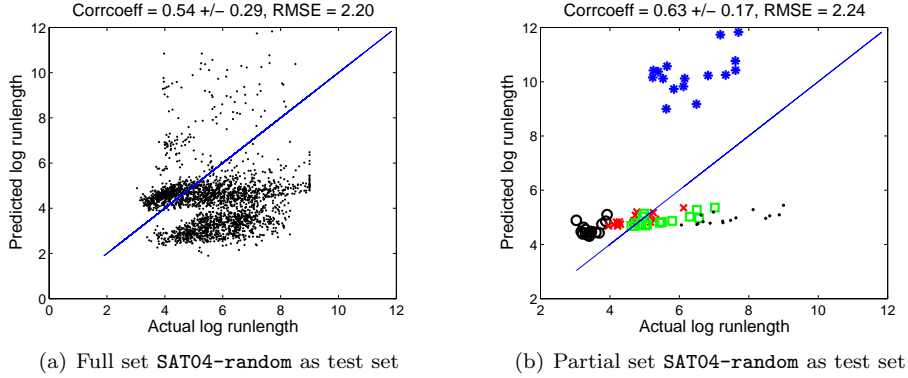 Corrcoeff = 0.54 +/− 0.29, RMSE = 2.20
12
10
8
6
4
2
0
Predicted log runlength
0 2 4 6 8 10 12
Actual log runlength
(a) Full set SAT04-random as test set
Corrcoeff = 0.63 +/− 0.17, RMSE = 2.24
12
10
8
6
4
2
Predicted log runlength
2 4 6 8 10 12
Actual log runlength
(b) Partial set SAT04-random as test set